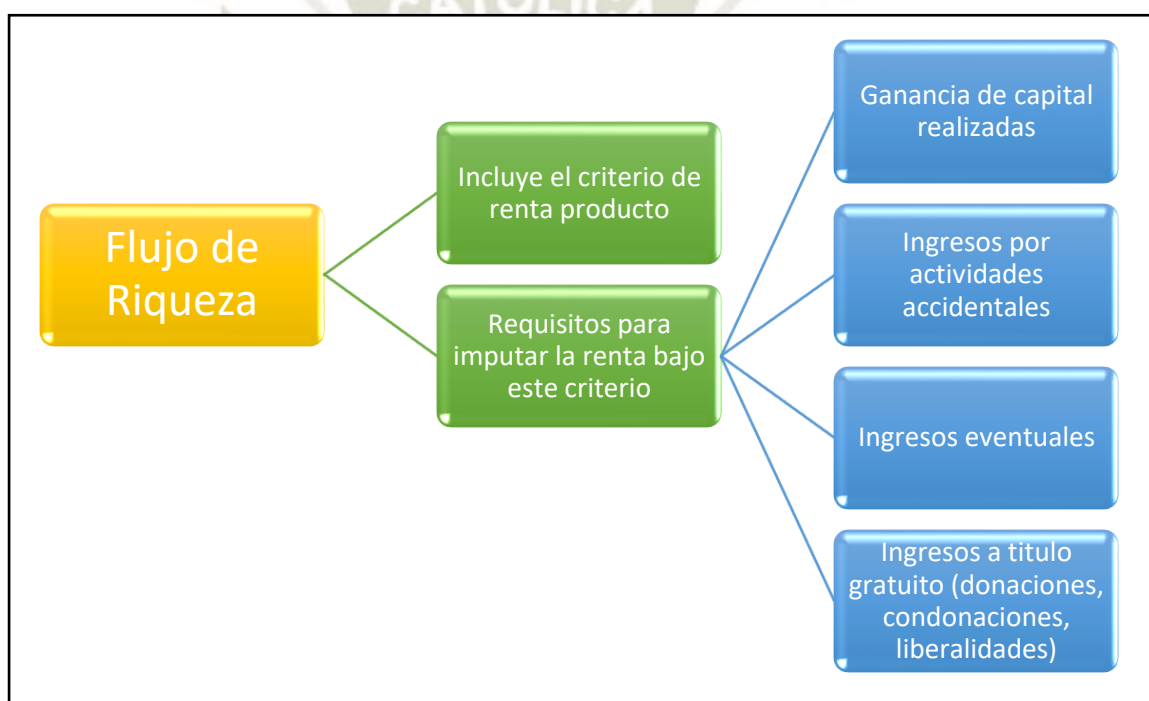 CATÓLICA
Flujo de
Riqueza
Incluye el criterio de
renta producto
Requisitos para
imputar la renta bajo
este criterio
Ganancia de capital
realizadas
Ingresos por
actividades
accidentales
Ingresos eventuales
Ingresos a titulo
gratuito (donaciones,
condonaciones,
liberalidades)